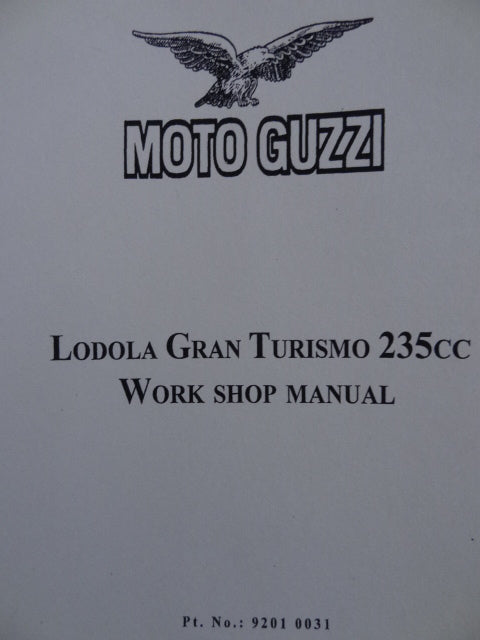 MOTO GUZZI
LODOLA GRAN TURISMO 235CC
WORK SHOP MANUAL
Pt. No.: 9201 0031